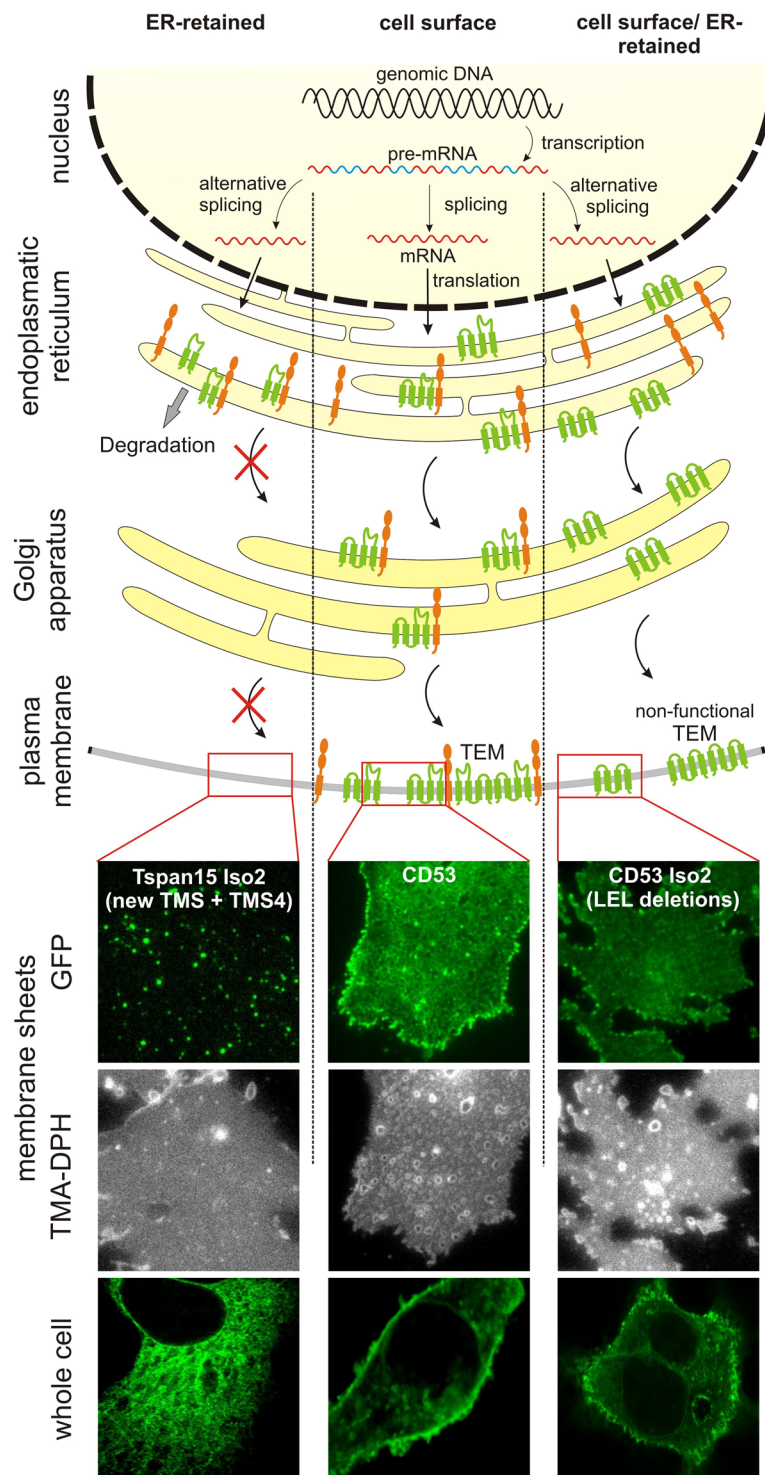 ER-retained
cell surface
cell surface/ ER-
retained
nucleus
genomic DNA
transcription
pre-mRNA
alternative
splicing
splicing
alternative
splicing
mRNA
translation
endoplasmatic
reticulum
Degradation
Golgi
apparatus
plasma
membrane
TEM
non-functional
TEM
membrane sheets
GFP
Tspan15 Iso2
(new TMS + TMS4)
CD53
CD53 Iso2
(LEL deletions)
TMA-DPH
whole cell